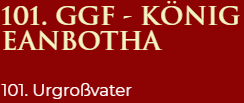 101. GGF - KÖNIG
EANBOTHA
101. Urgroßvater